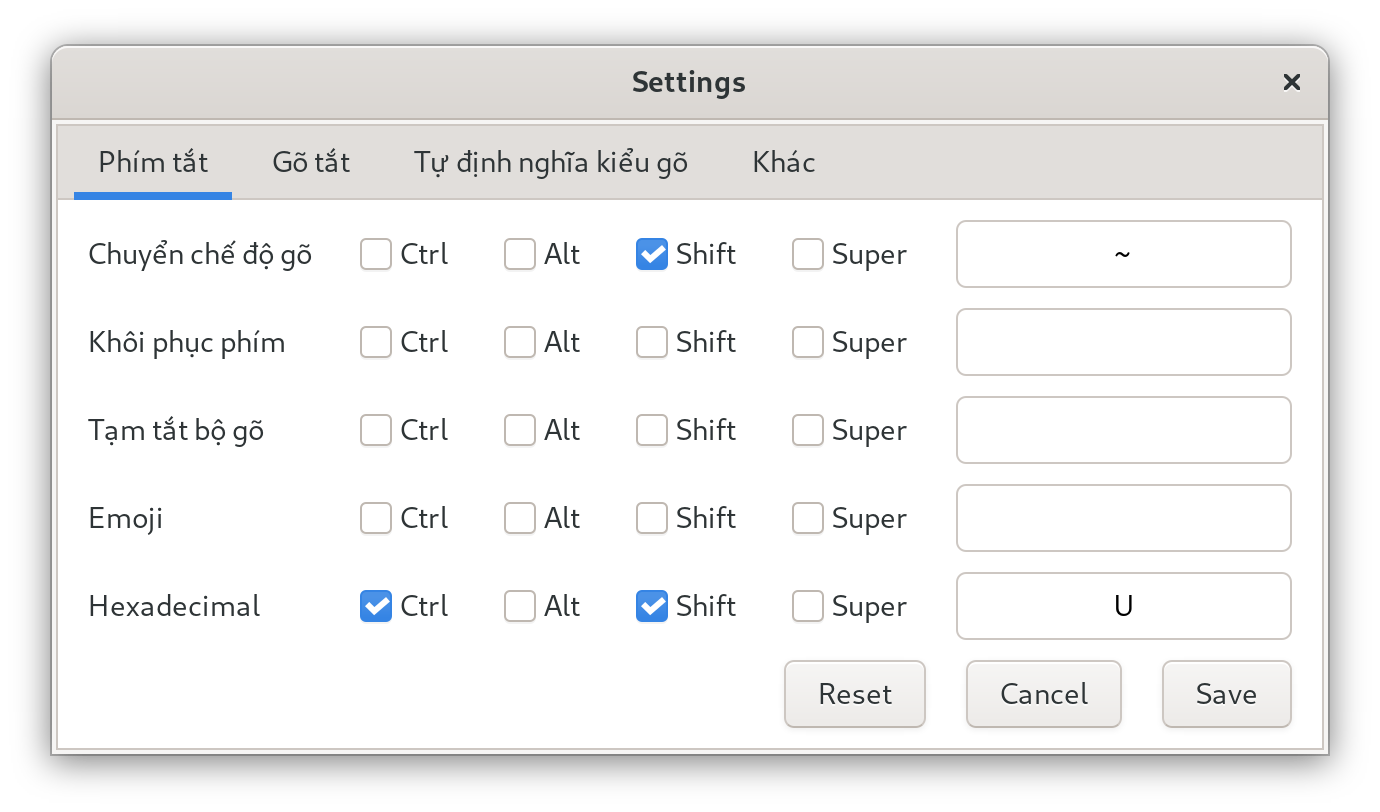 Settings
Phím tắt Gõ tắt Tự định nghĩa kiểu gõ Khác
Chuyển chế độ gõ Ctrl Alt Shift Super ~
Khôi phục phím Ctrl Alt Shift Super
Tạm tắt bộ gõ Ctrl Alt Shift Super
Emoji Ctrl Alt Shift Super
Hexadecimal Ctrl Alt Shift Super U
Reset Cancel Save